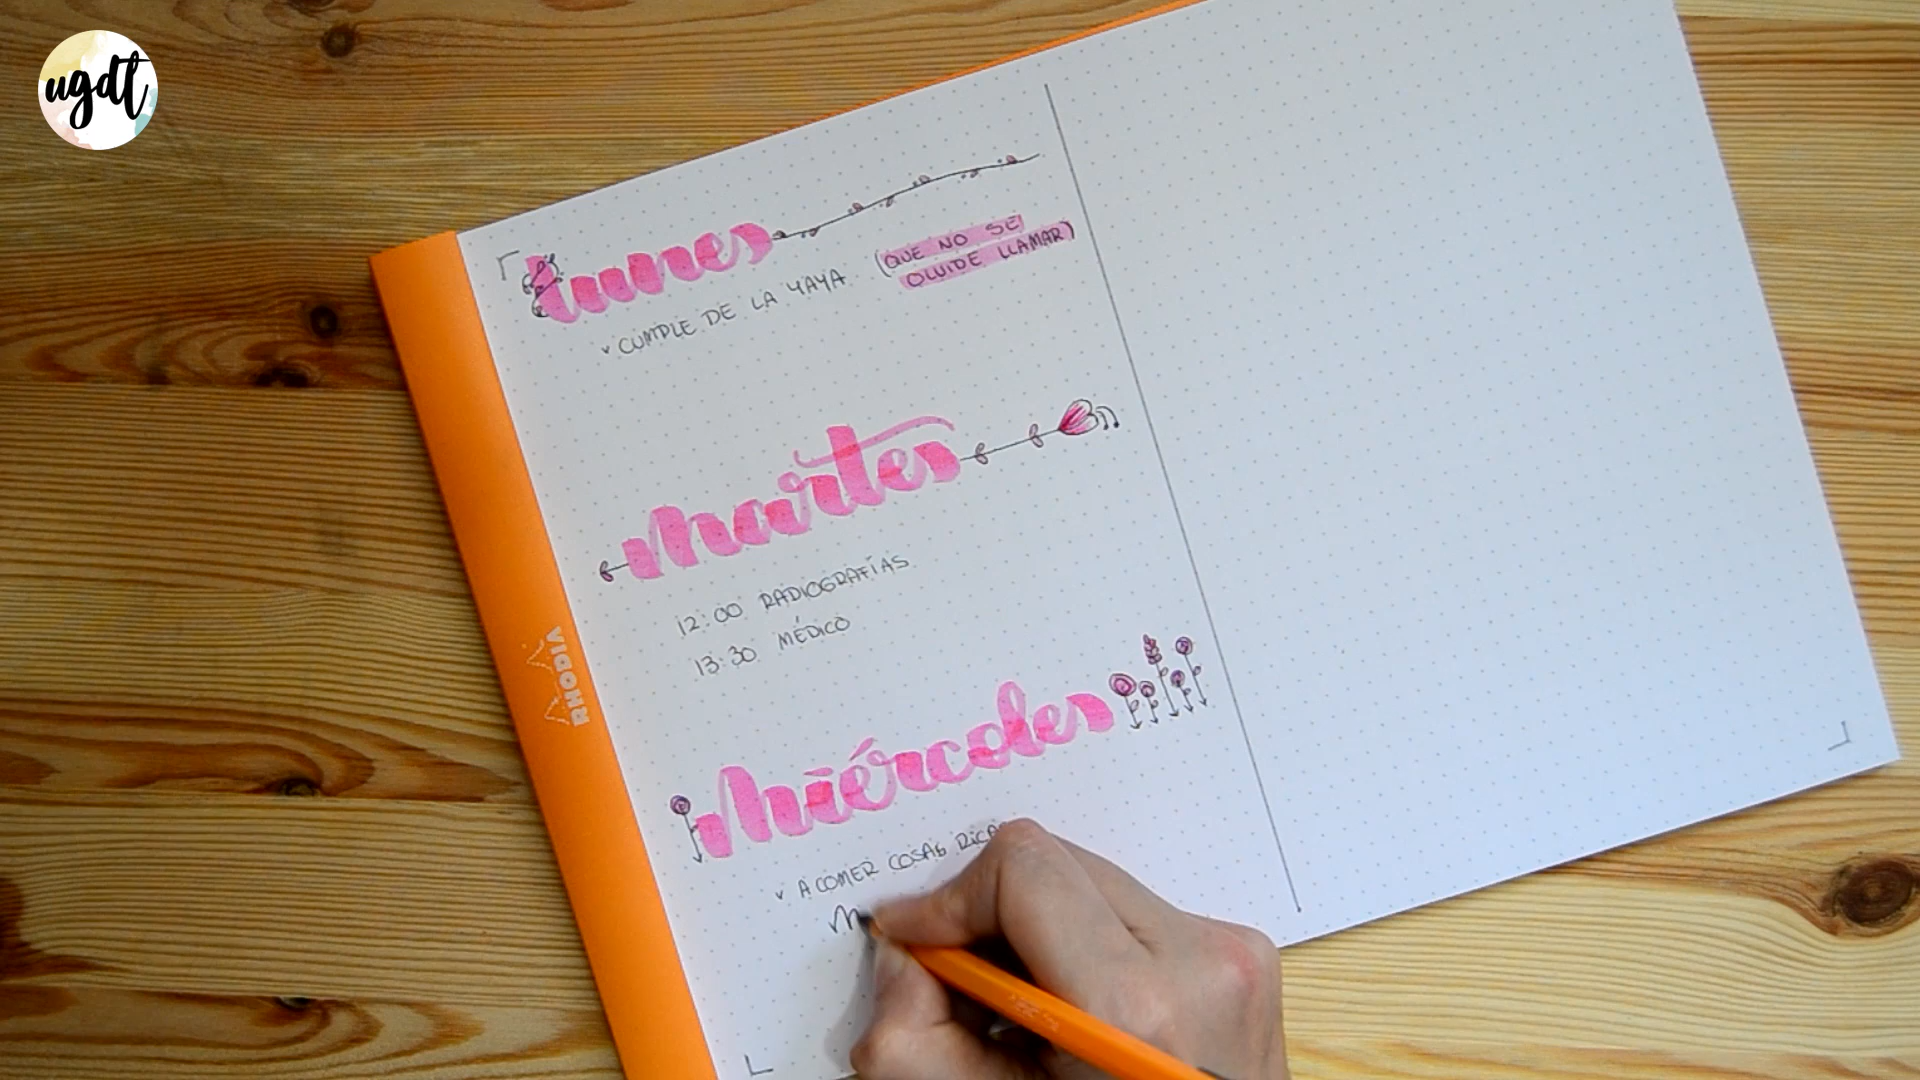 ugdt
Lunes
CUMPLE DE LA YAYA (QUE NO SE
OLVIDE LLAMAR)
Martes
12:00 RADIOGRAFÍAS
13:30 MÉDICO
Miércoles
A COMER COSAS RICAS
RHODIA